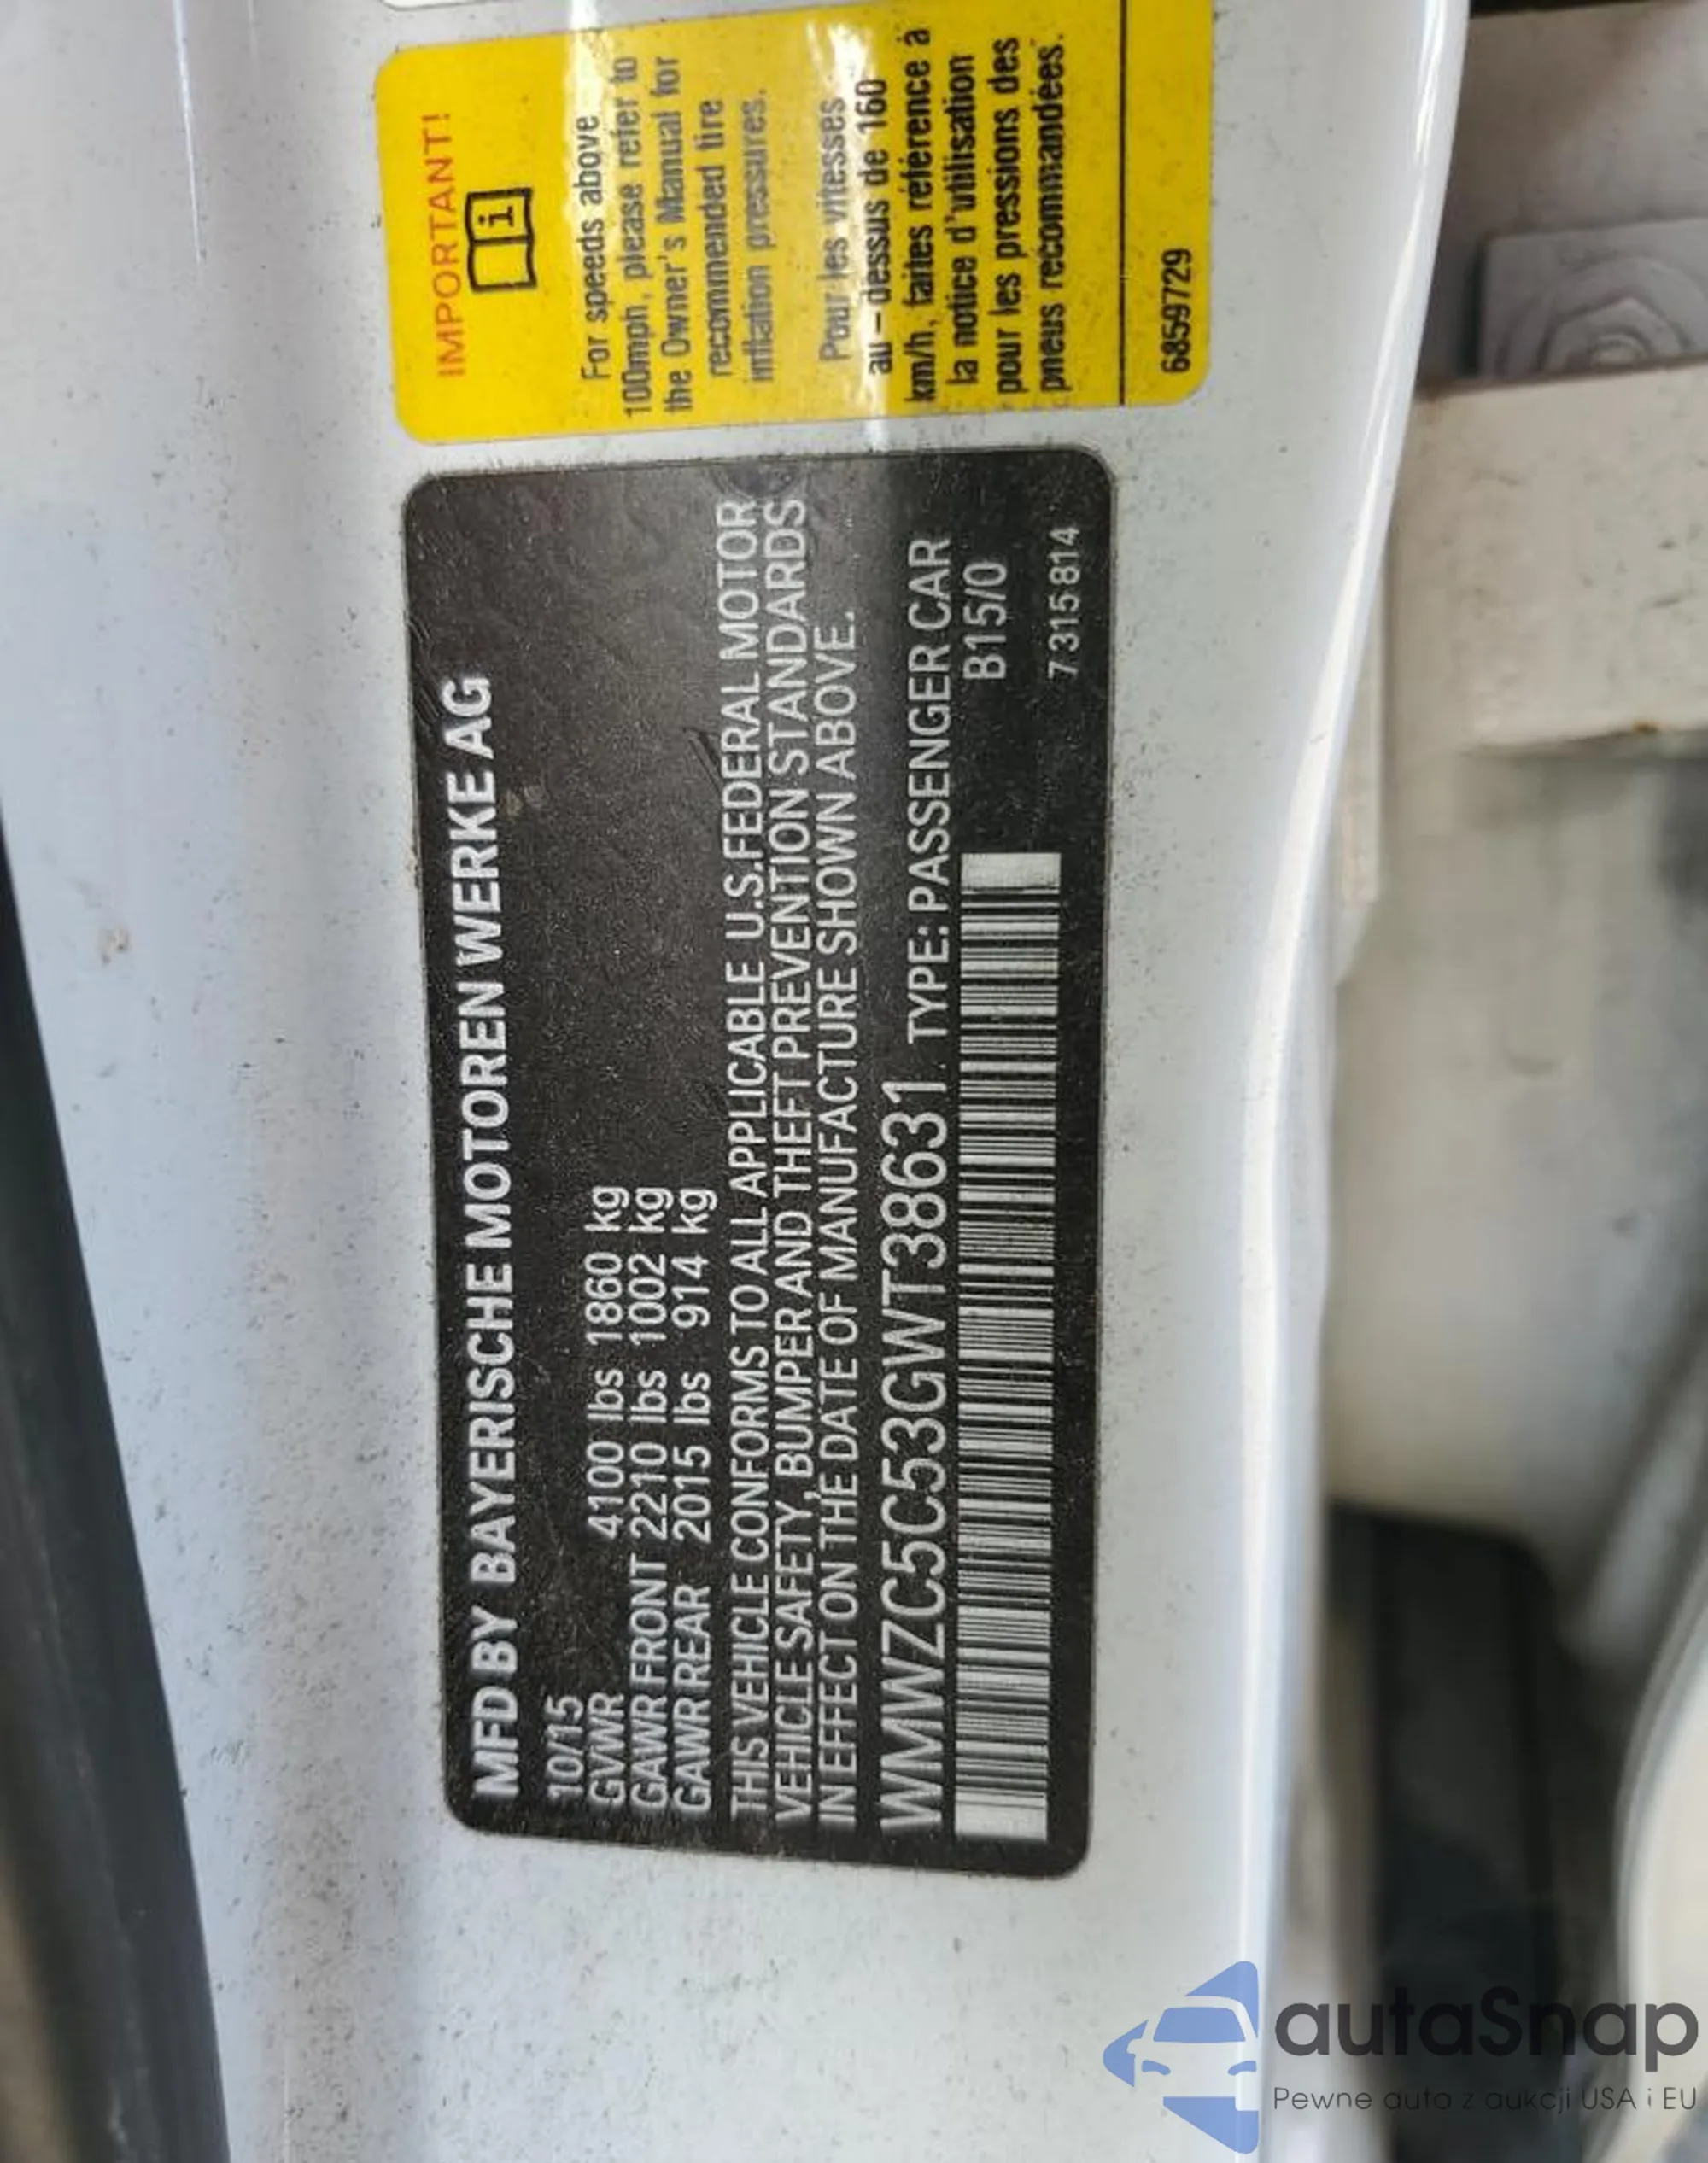 IMPORTANT!
i
For speeds above
100mph, please refer to
the Owner's Manual for
recommended tire
inflation pressures.
Pour les vitesses
au-dessus de 160
km/h, faites référence à
la notice d'utilisation
pour les pressions des
pneus recommandées.
6859729
MFD BY BAYERISCHE MOTOREN WERKE AG
10/15
GVWR 4100 lbs 1860 kg
GAWR FRONT 2210 lbs 1002 kg
GAWR REAR 2015 lbs 914 kg
THIS VEHICLE CONFORMS TO ALL APPLICABLE U.S.FEDERAL MOTOR
VEHICLE SAFETY, BUMPER AND THEFT PREVENTION STANDARDS
IN EFFECT ON THE DATE OF MANUFACTURE SHOWN ABOVE.
WMWZC5C53GWT38631 TYPE: PASSENGER CAR
B15/0
7315814
autaSnap
Pewne auta z aukcji USA i EU